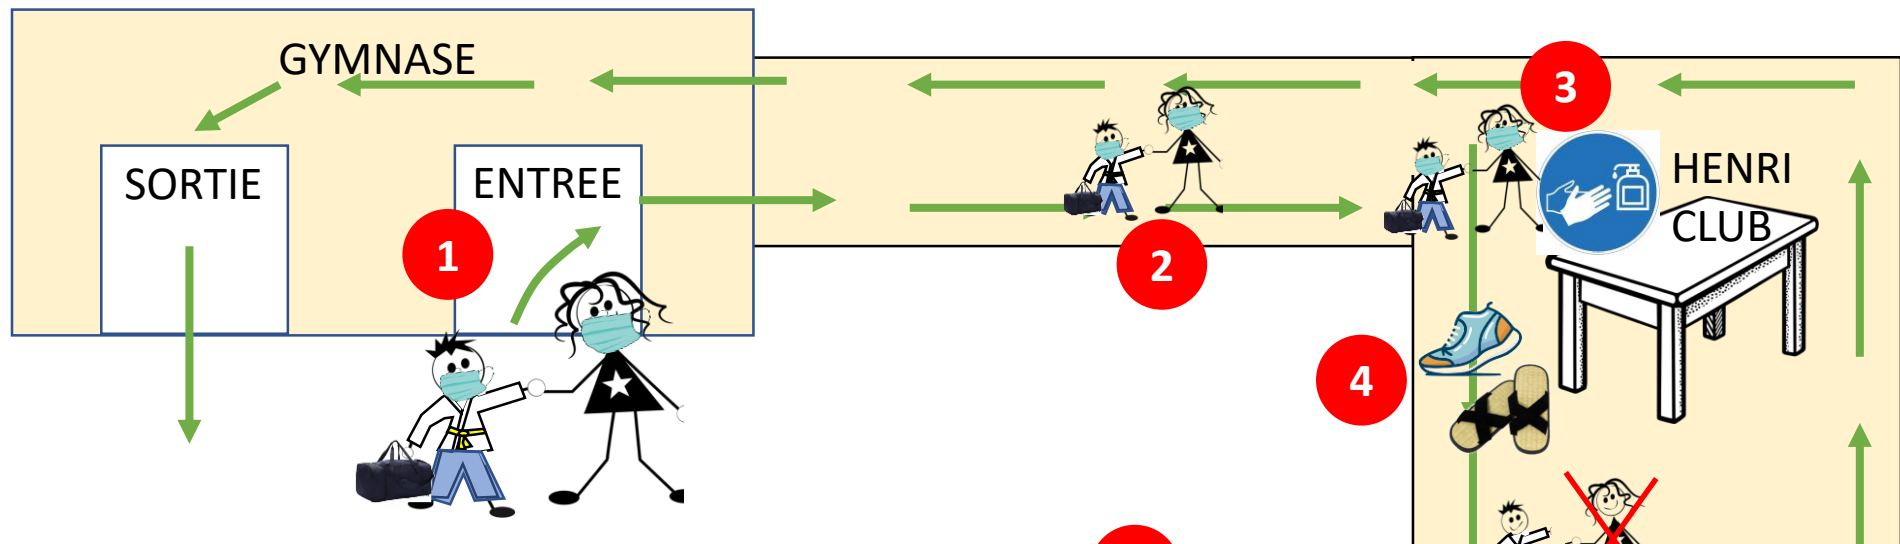 GYMNASE
SORTIE
ENTREE
1
2
3
HENRI
CLUB
4